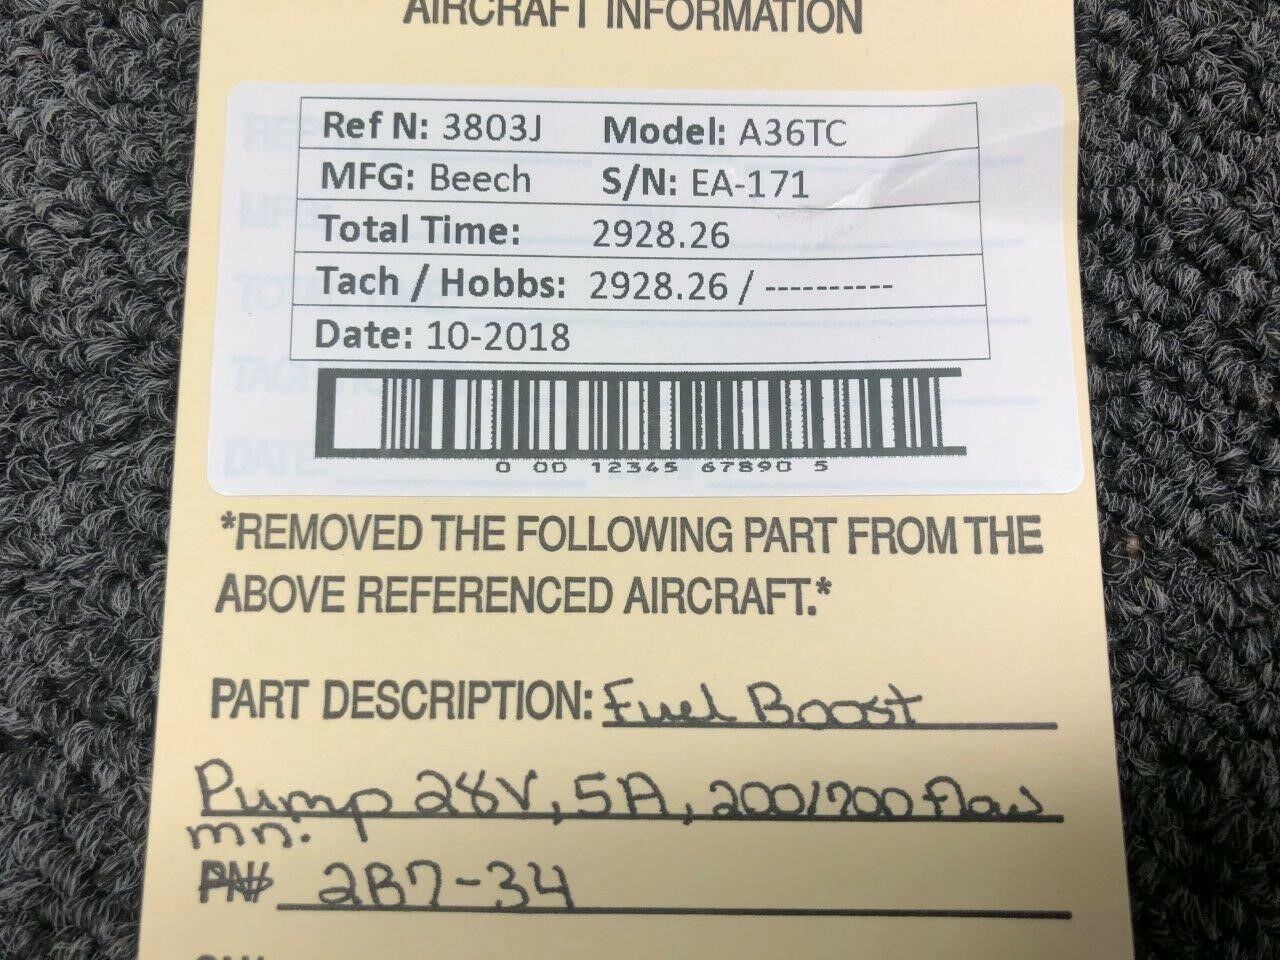 AIRCRAFT INFORMATION
Ref N: 3803J Model: A36TC
MFG: Beech S/N: EA-171
Total Time: 2928.26
Tach / Hobbs: 2928.26 / ----------
Date: 10-2018
0 00 12345 67890 5
*REMOVED THE FOLLOWING PART FROM THE
ABOVE REFERENCED AIRCRAFT.*
PART DESCRIPTION: Fuel Boost
Pump 28V, 5A, 200/700 flow
mn:
PN# 2B7-34